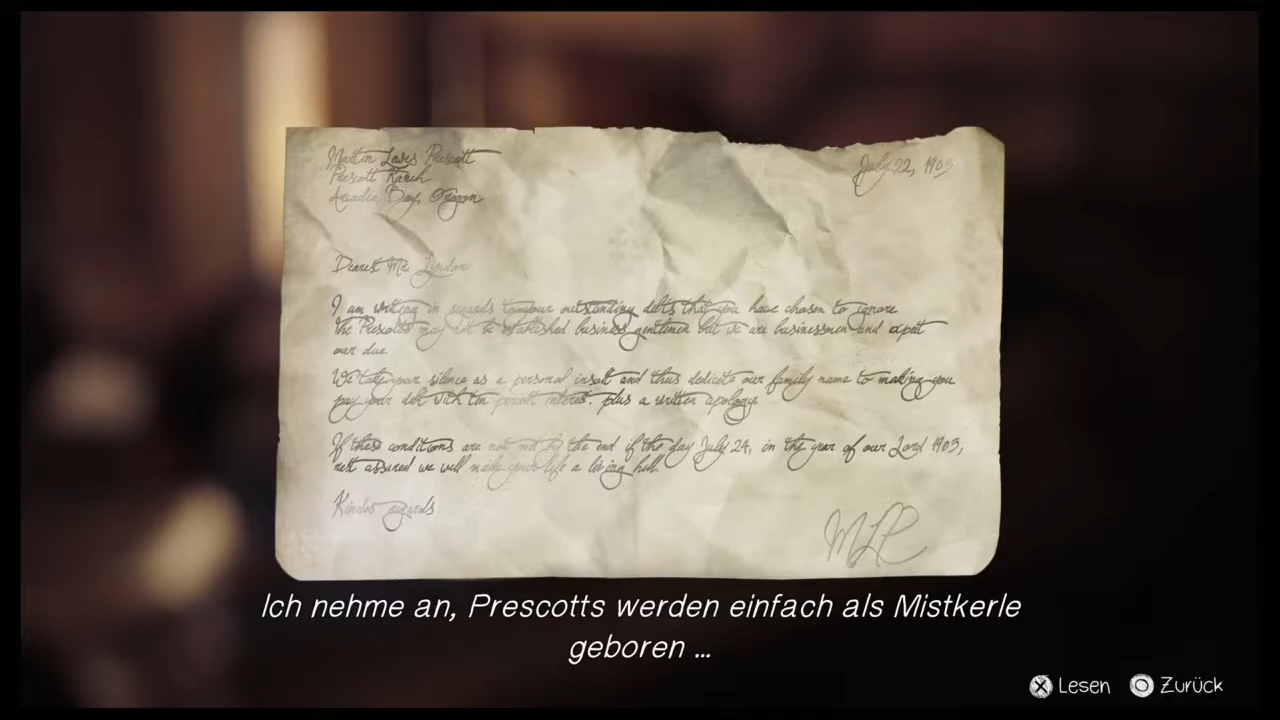 Martin Lewis Prescott
July 22, 1903
Prescott Ranch
Arcadia Bay, Oregon
Dearest Mr. Lyndon
I am writing in regards to your outstanding debts that you have chosen to ignore.
The Prescotts may not be established business gentlemen but we are businessmen and expect
our due.
We take your silence as a personal insult and thus dedicate our family name to making you
pay your debt with ten percent interest. plus a written apology.
If these conditions are not met by the end if the day July 24, in the year of our Lord 1903,
rest assured we will make your life a living hell.
Kindes regards
MLP
Ich nehme an, Prescotts werden einfach als Mistkerle
geboren ...
Lesen
Zurück